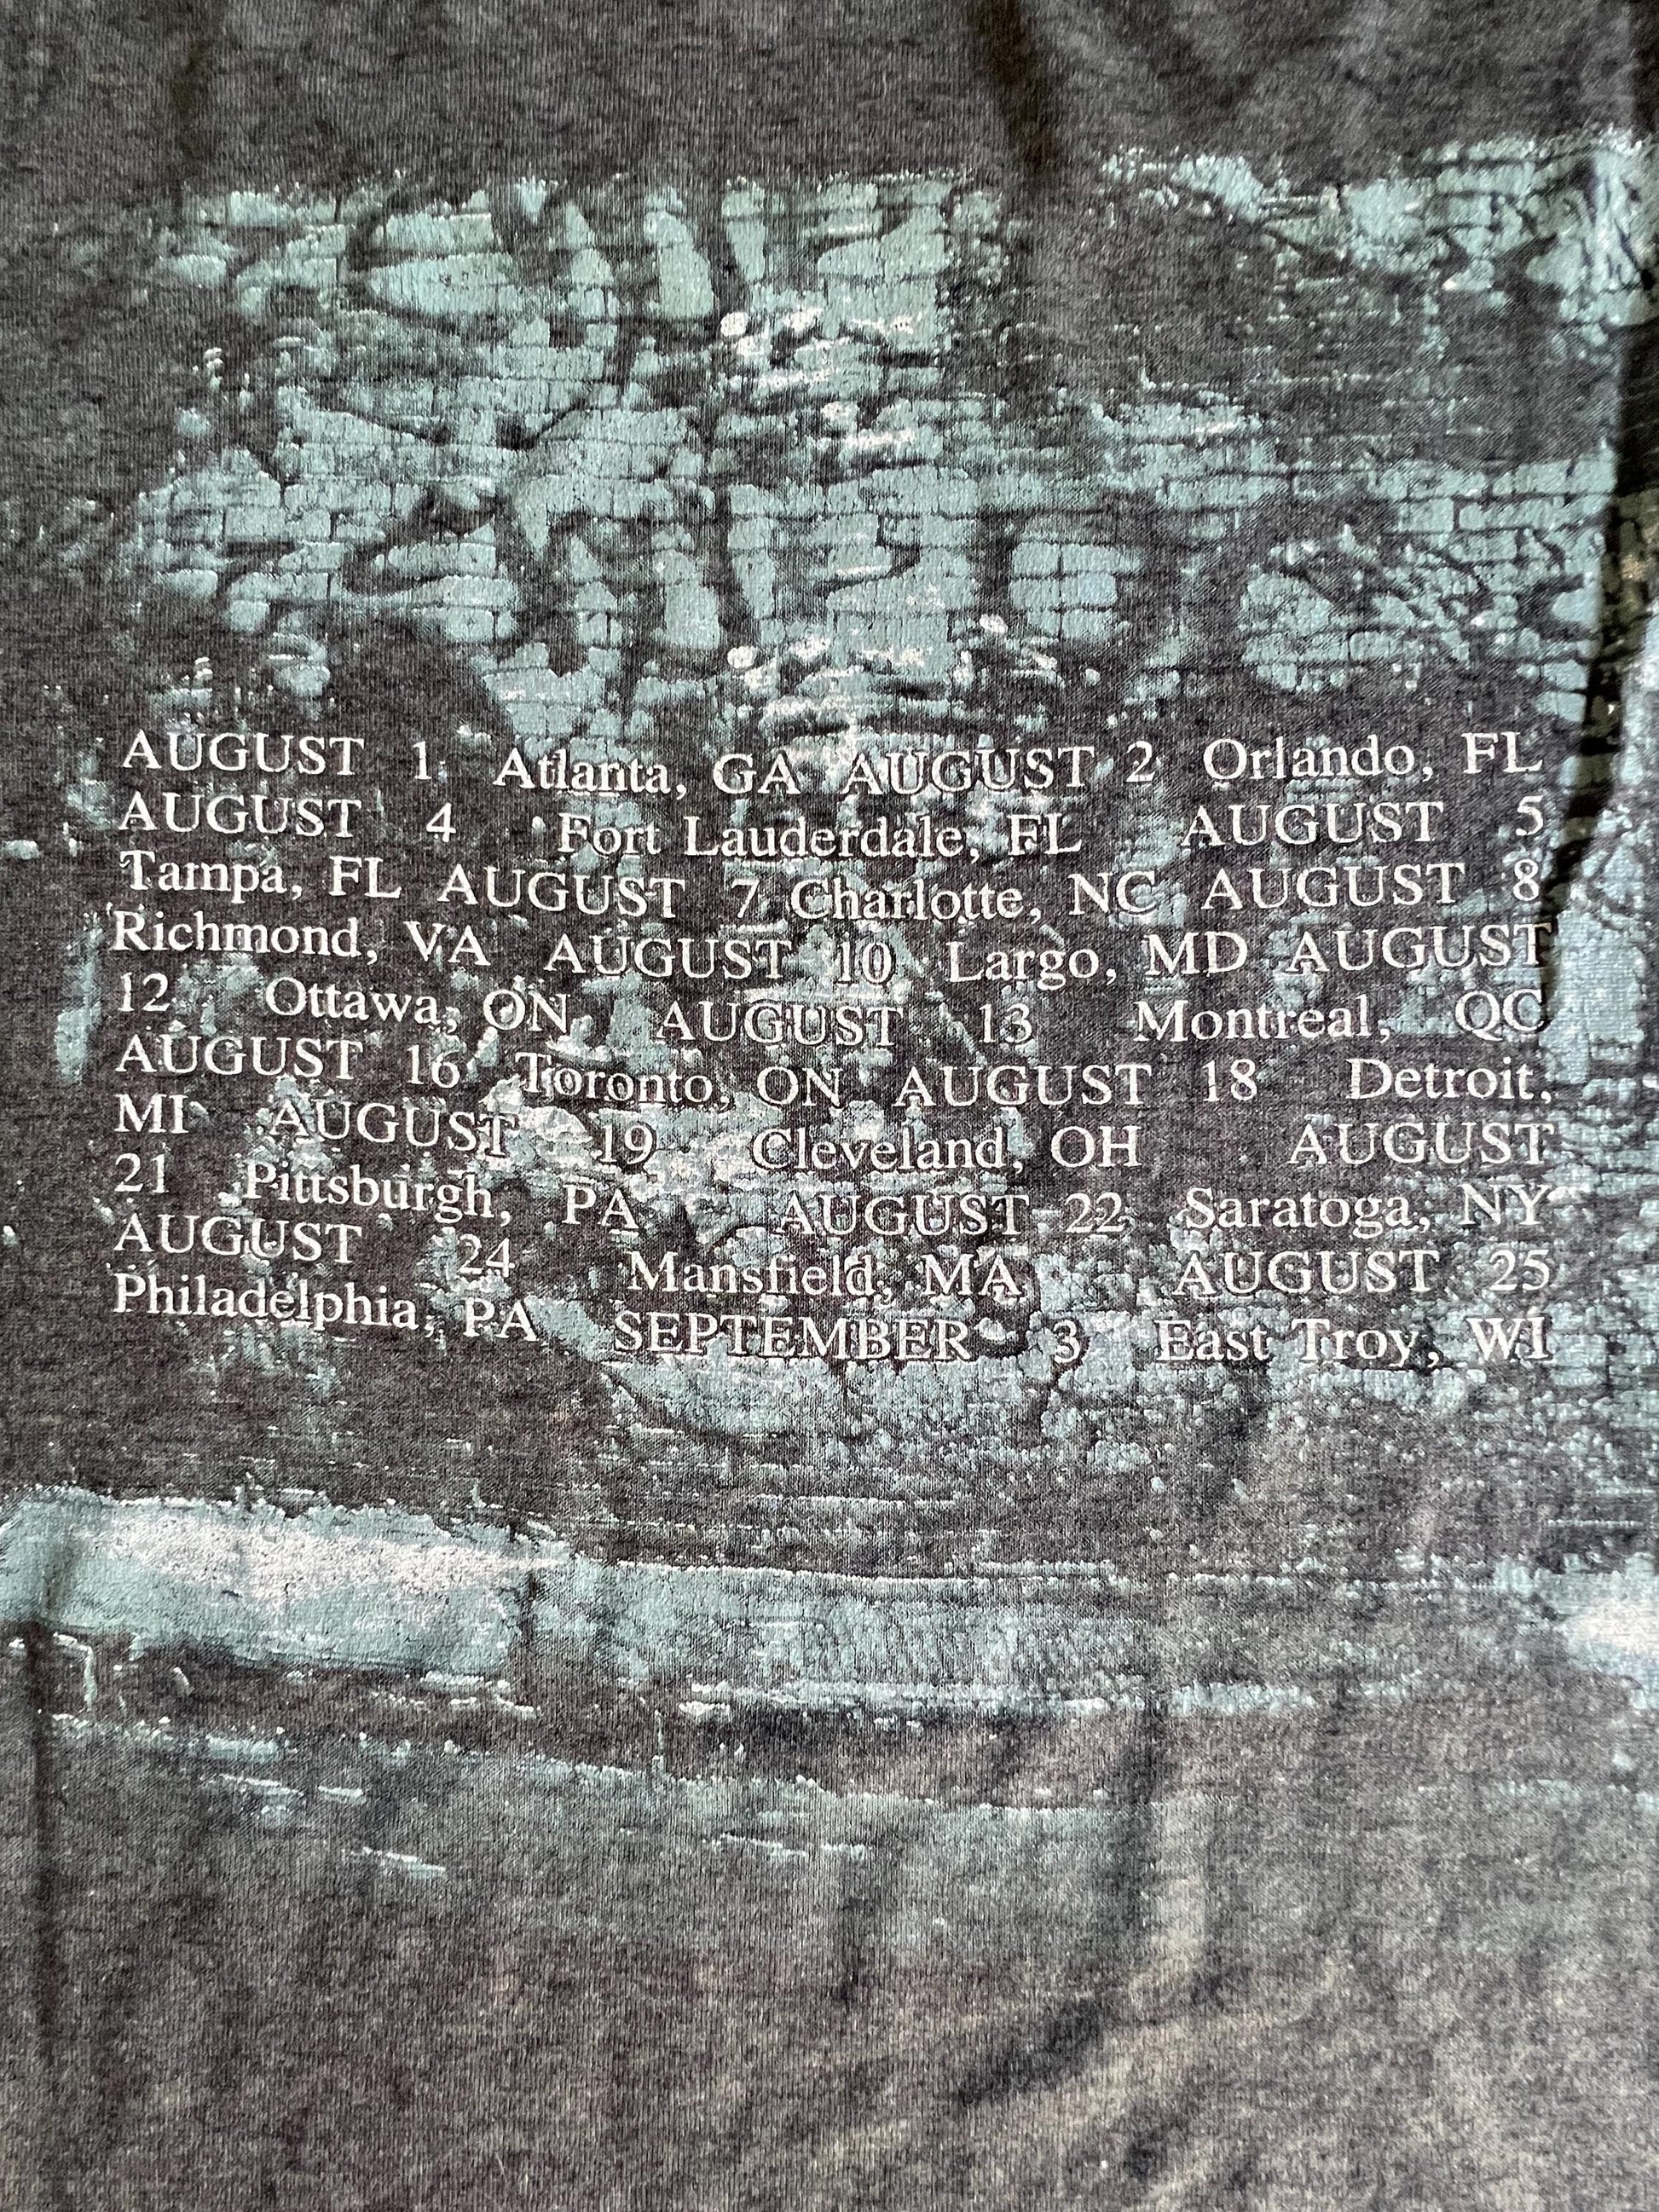 AUGUST 1 Atlanta, GA AUGUST 2 Orlando, FL
AUGUST 4 Fort Lauderdale, FL AUGUST 5
Tampa, FL AUGUST 7 Charlotte, NC AUGUST 8
Richmond, VA AUGUST 10 Largo, MD AUGUST
12 Ottawa, ON AUGUST 13 Montreal, QC
AUGUST 16 Toronto, ON AUGUST 18 Detroit,
MI AUGUST 19 Cleveland, OH AUGUST
21 Pittsburgh, PA AUGUST 22 Saratoga, NY
AUGUST 24 Mansfield, MA AUGUST 25
Philadelphia, PA SEPTEMBER 3 East Troy, WI